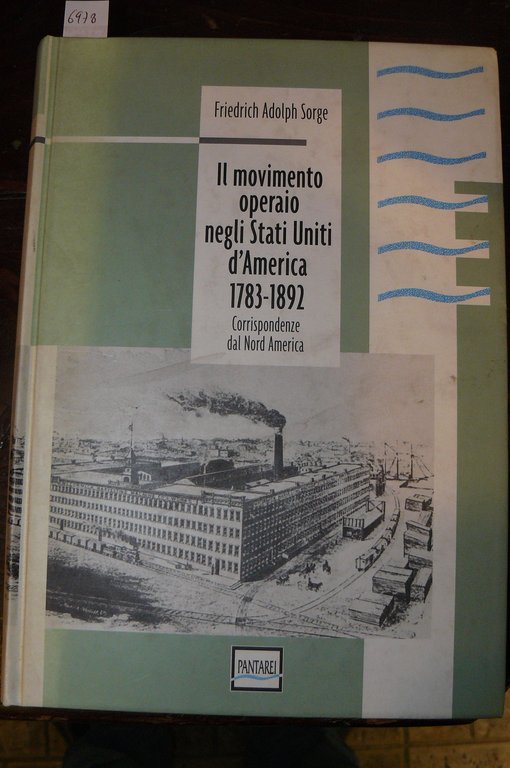 6978
Friedrich Adolph Sorge
Il movimento
operaio
negli Stati Uniti
d'America
1783-1892
Corrispondenze
dal Nord America
PANTAREI